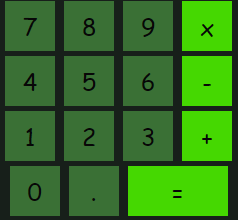 7 8 9 x
4 5 6 -
1 2 3 +
0 . =